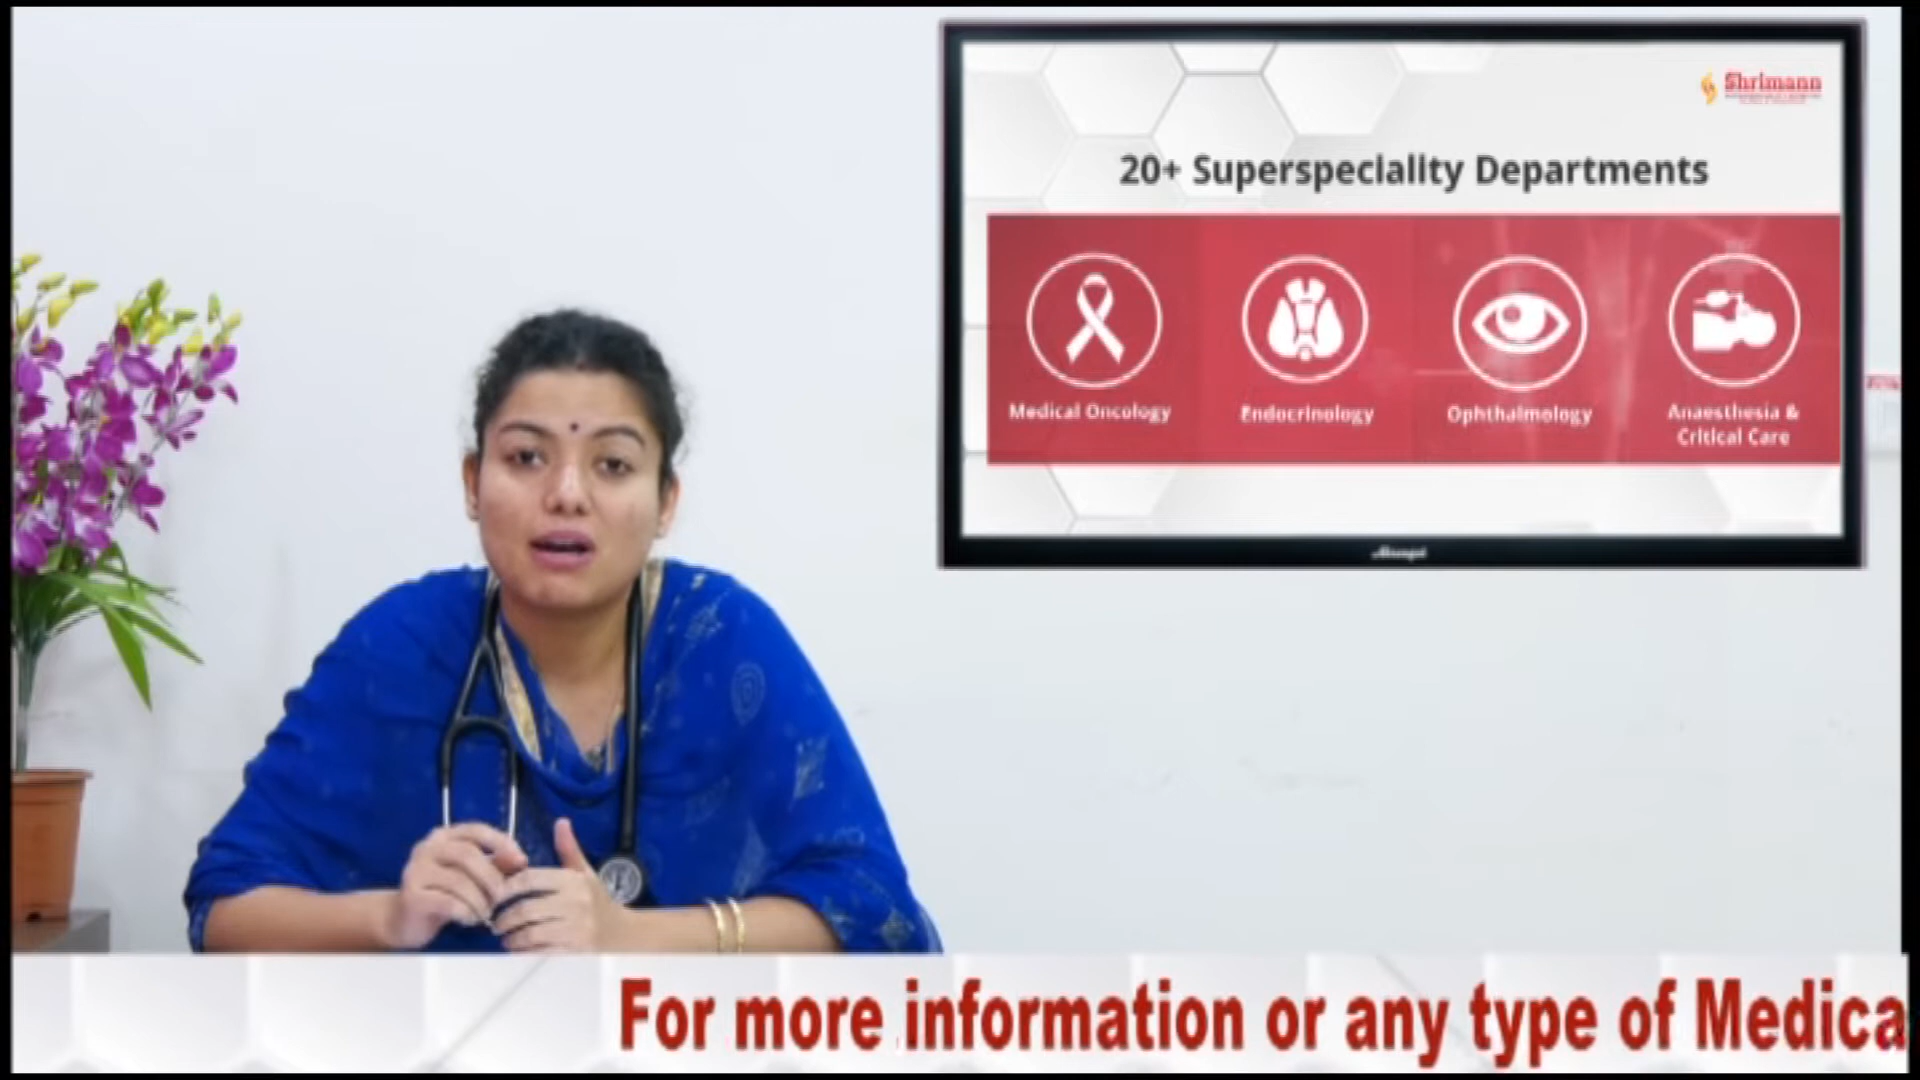 Shrimann
20+ Superspeciality Departments
Medical Oncology
Endocrinology
Ophthalmology
Anaesthesia &
Critical Care
For more information or any type of Medica